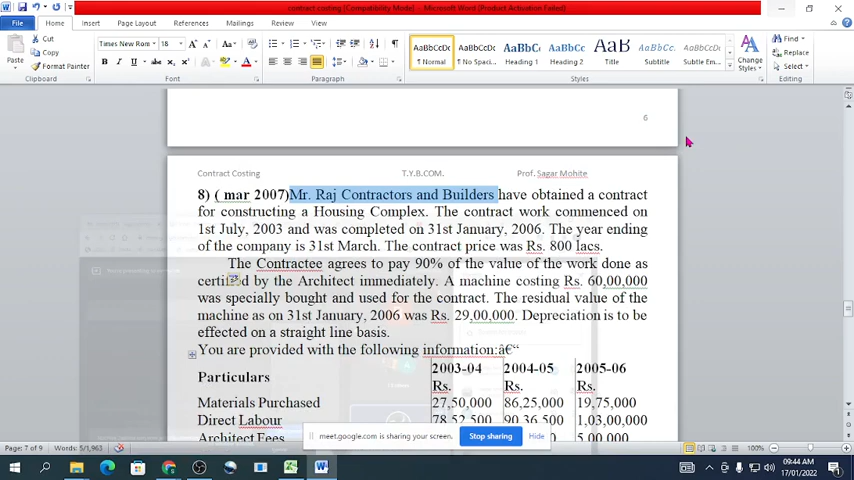 contract costing [Compatibility Mode] - Microsoft Word (Product Activation Failed)
File Home Insert Page Layout References Mailings Review View
Cut
Copy
Format Painter
Paste
Clipboard
Times New Rom 18
Font
Paragraph
AaBbCcDc AaBbCcDc AaBbC AaBbCc AaB AaBbCc. AaBbCcDc
¶ Normal ¶ No Spaci... Heading 1 Heading 2 Title Subtitle Subtle Em...
Change Styles
Styles
Find
Replace
Select
Editing
6
Contract Costing T.Y.B.COM. Prof. Sagar Mohite
8) ( mar 2007)Mr. Raj Contractors and Builders have obtained a contract
for constructing a Housing Complex. The contract work commenced on
1st July, 2003 and was completed on 31st January, 2006. The year ending
of the company is 31st March. The contract price was Rs. 800 lacs.
The Contractee agrees to pay 90% of the value of the work done as
certified by the Architect immediately. A machine costing Rs. 60,00,000
was specially bought and used for the contract. The residual value of the
machine as on 31st January, 2006 was Rs. 29,00,000. Depreciation is to be
effected on a straight line basis.
You are provided with the following information:â€“
Particulars 2003-04 Rs. 2004-05 Rs. 2005-06 Rs.
Materials Purchased 27,50,000 86,25,000 19,75,000
Direct Labour 78,52,500 90,36,500 1,03,00,000
Architect Fees 5,00,000
meet.google.com is sharing your screen. Stop sharing Hide
Page: 7 of 9 Words: 5/1,963 100%
09:44 AM
17/01/2022